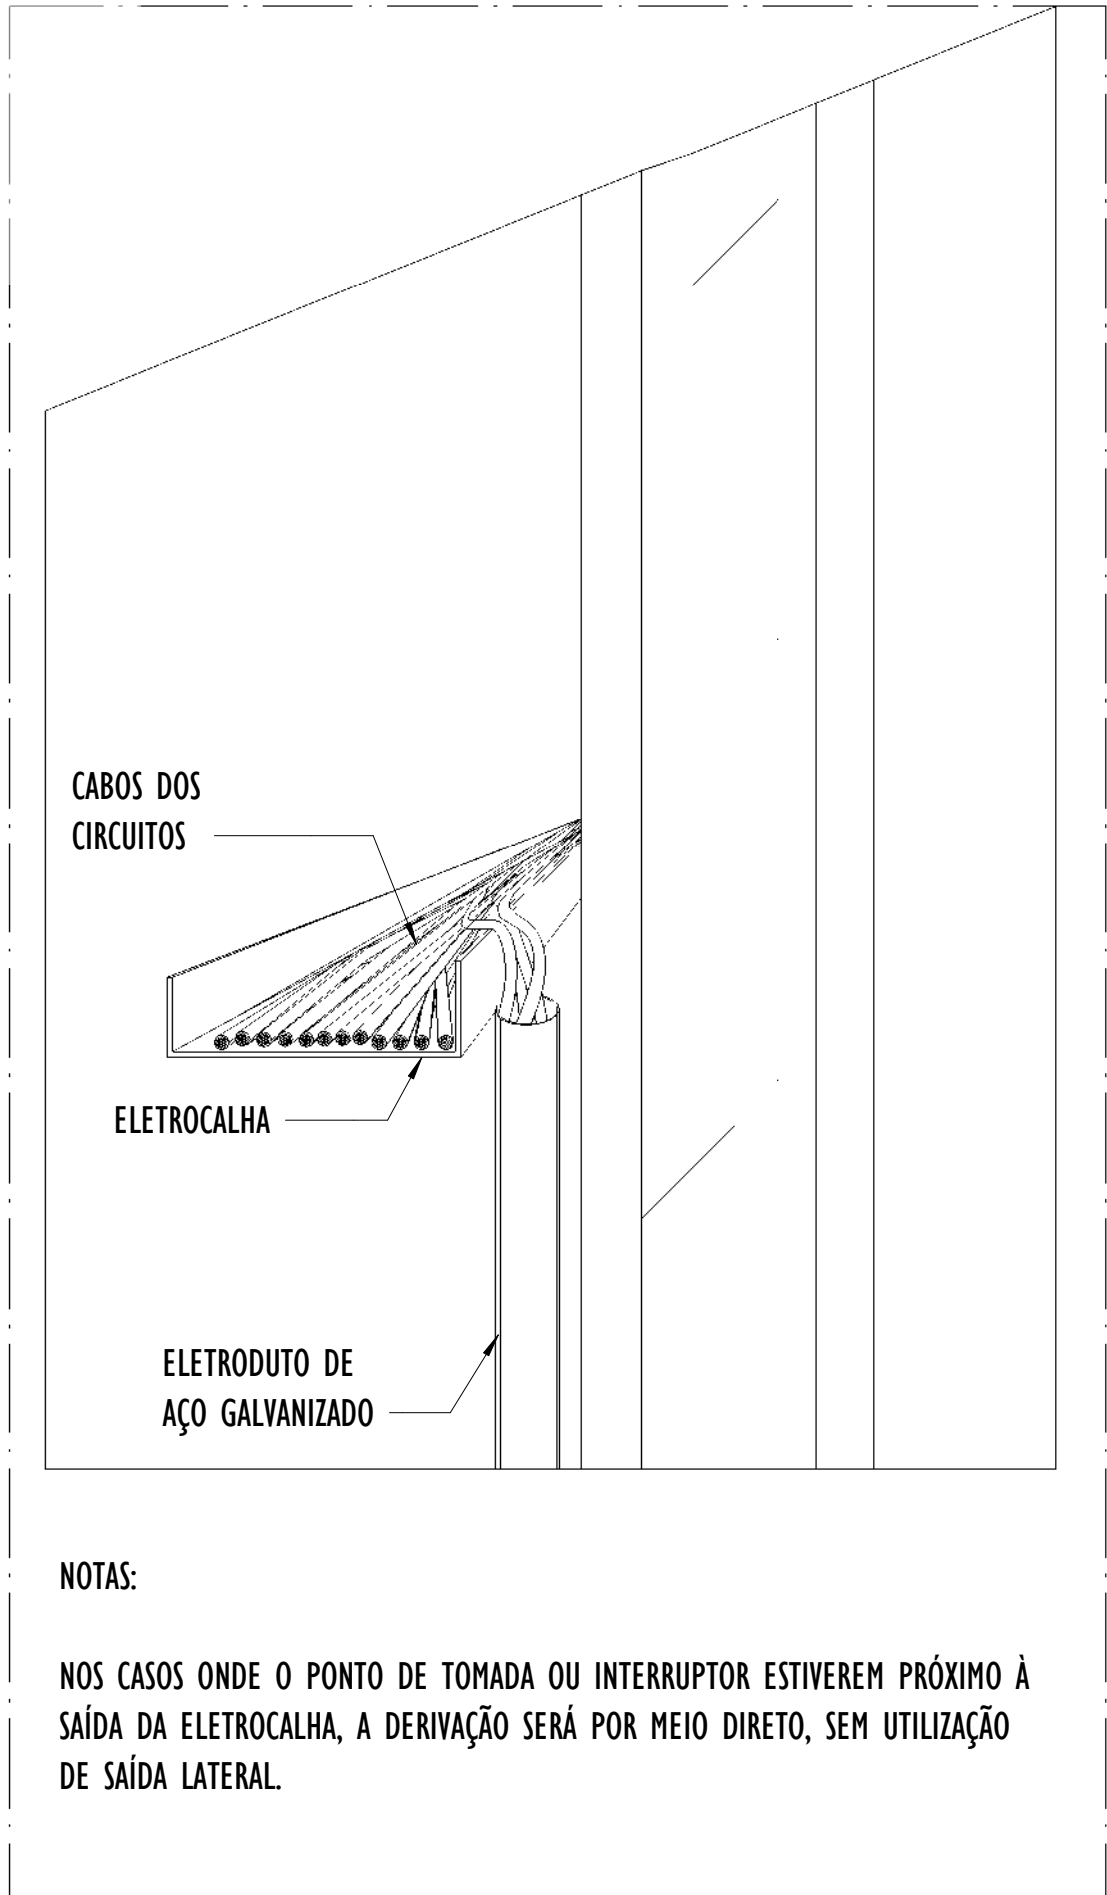 CABOS DOS
CIRCUITOS
ELETROCALHA
ELETRODUTO DE
AÇO GALVANIZADO
NOTAS:
NOS CASOS ONDE O PONTO DE TOMADA OU INTERRUPTOR ESTIVEREM PRÓXIMO À
SAÍDA DA ELETROCALHA, A DERIVAÇÃO SERÁ POR MEIO DIRETO, SEM UTILIZAÇÃO
DE SAÍDA LATERAL.